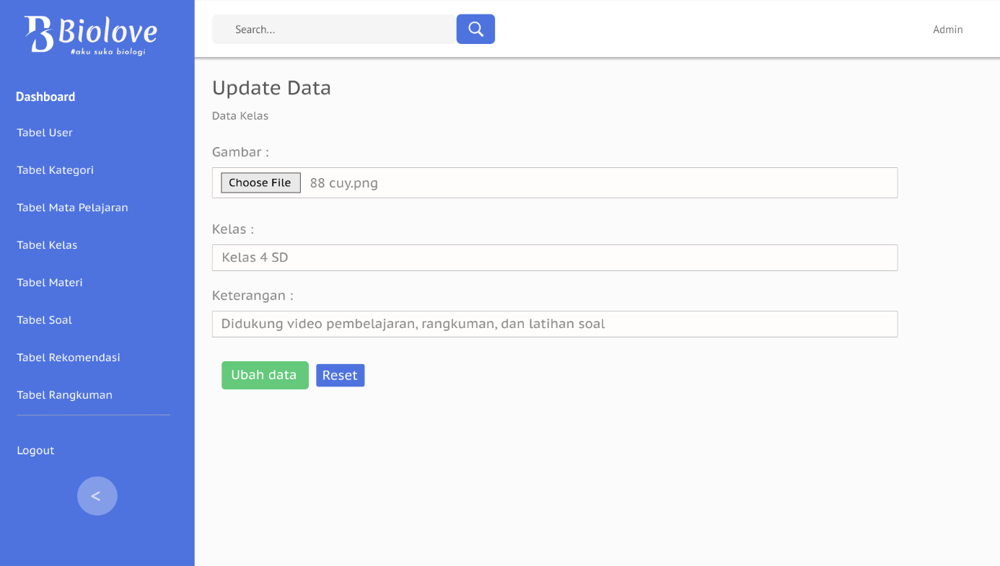 Biolove
#aku suka biologi
Dashboard
Tabel User
Tabel Kategori
Tabel Mata Pelajaran
Tabel Kelas
Tabel Materi
Tabel Soal
Tabel Rekomendasi
Tabel Rangkuman
Logout
<
Search...
Admin
Update Data
Data Kelas
Gambar :
Choose File 88 cuy.png
Kelas :
Kelas 4 SD
Keterangan :
Didukung video pembelajaran, rangkuman, dan latihan soal
Ubah data Reset